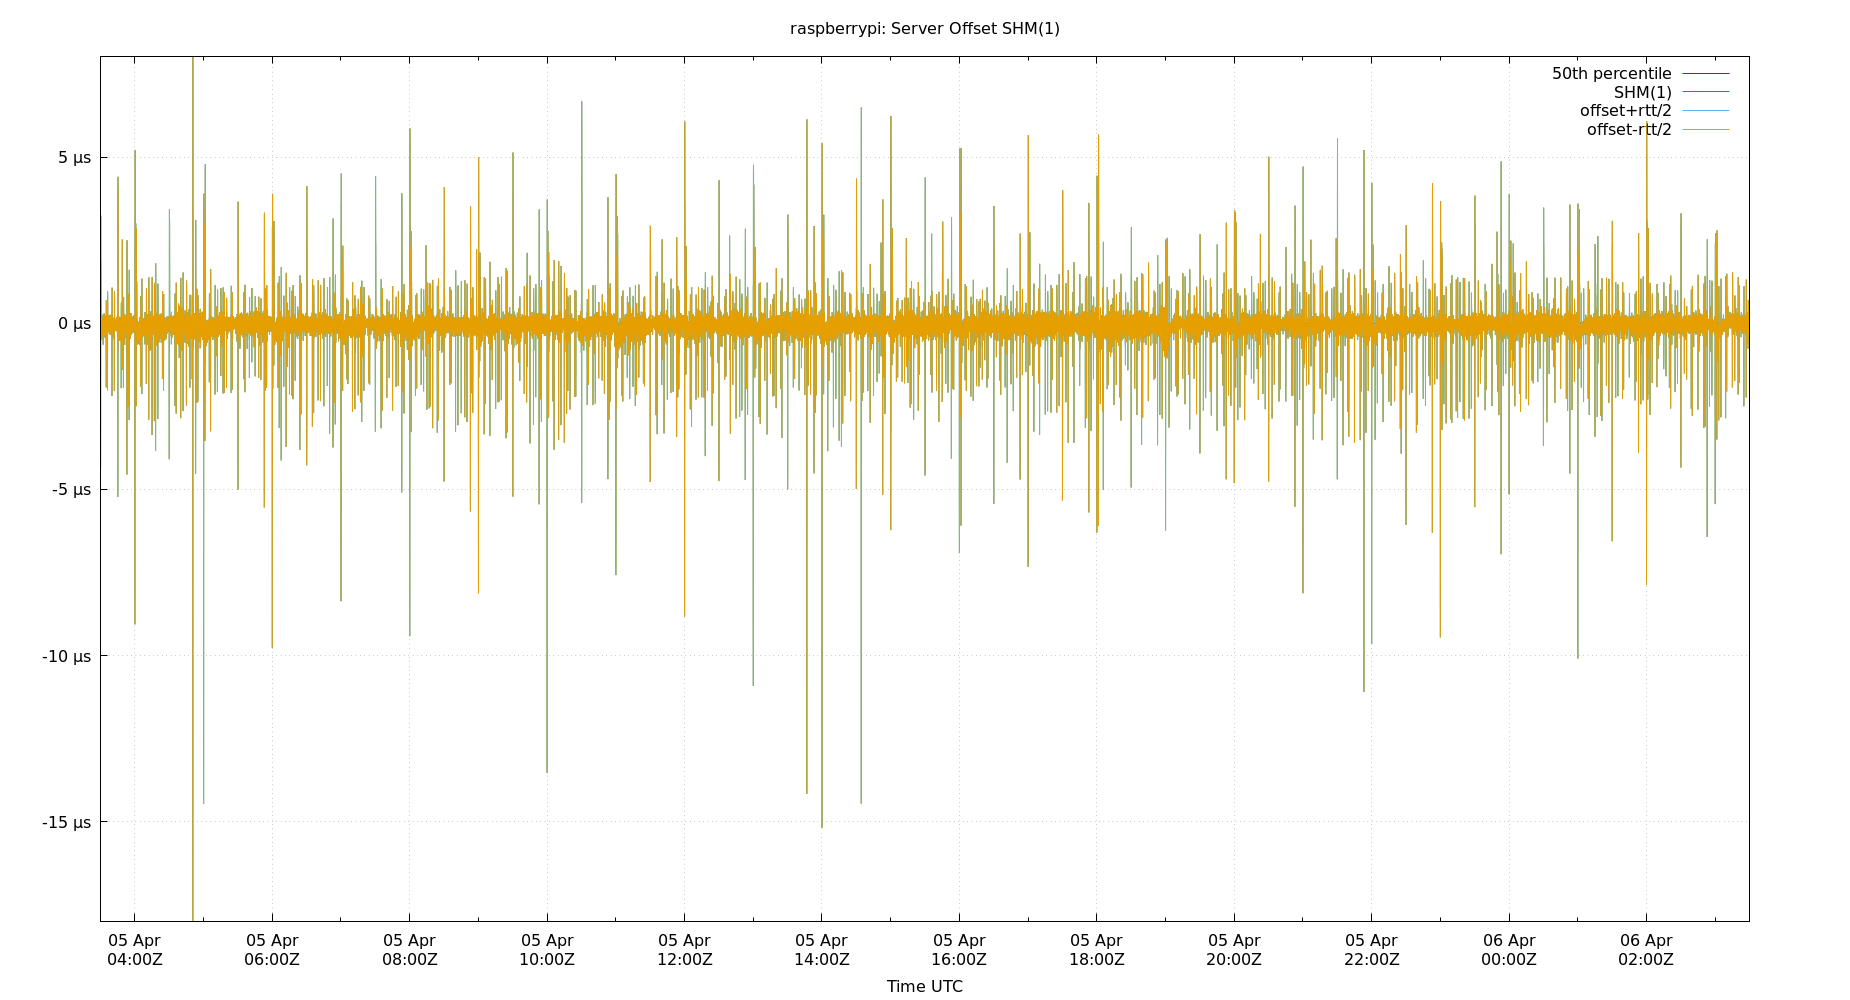 raspberrypi: Server Offset SHM(1)
50th percentile
SHM(1)
offset+rtt/2
offset-rtt/2
5 µs
0 µs
-5 µs
-10 µs
-15 µs
05 Apr 05 Apr 05 Apr 05 Apr 05 Apr 05 Apr 05 Apr 05 Apr 05 Apr 05 Apr 06 Apr 06 Apr
04:00Z 06:00Z 08:00Z 10:00Z 12:00Z 14:00Z 16:00Z 18:00Z 20:00Z 22:00Z 00:00Z 02:00Z
Time UTC